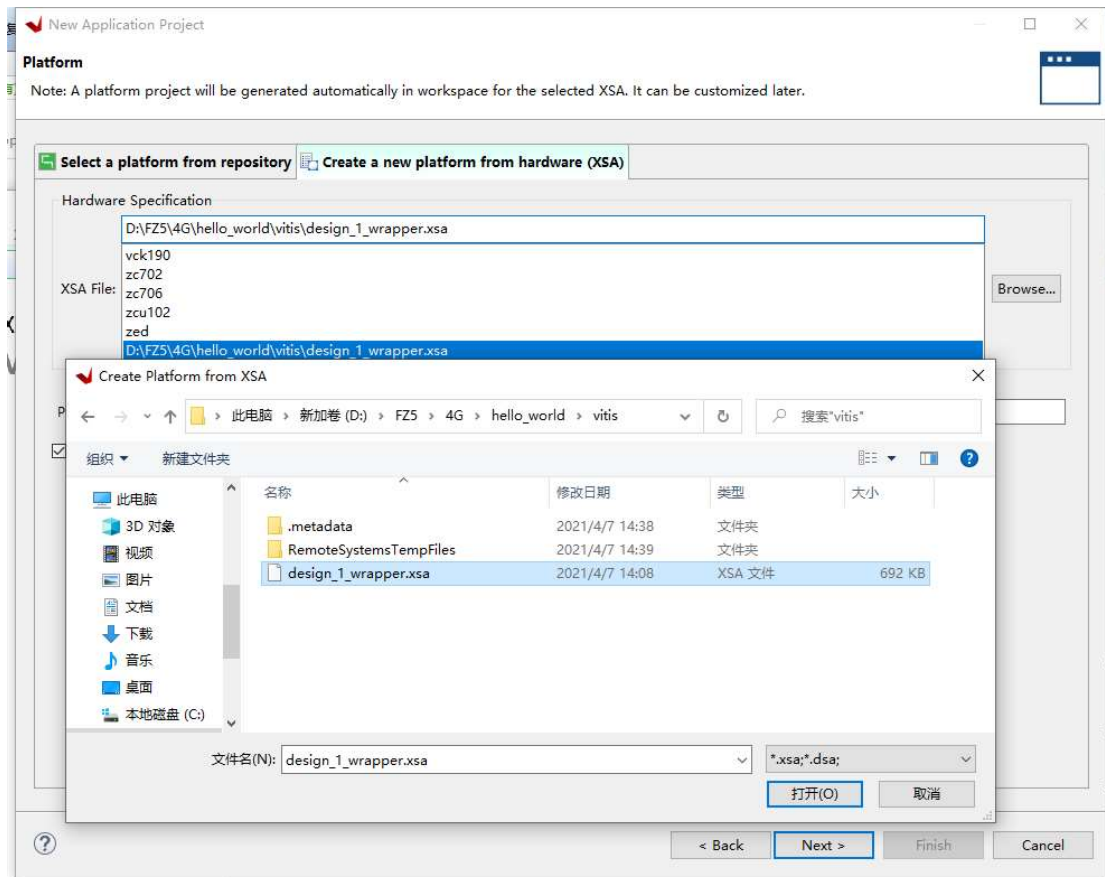 New Application Project
Platform
Note: A platform project will be generated automatically in workspace for the selected XSA. It can be customized later.
Select a platform from repository
Create a new platform from hardware (XSA)
Hardware Specification
D:\FZ5\4G\hello_world\vitis\design_1_wrapper.xsa
vck190
zc702
XSA File:
zc706
Browse...
zcu102
zed
D:\FZ5\4G\hello_world\vitis\design_1_wrapper.xsa
Create Platform from XSA
此电脑 › 新加卷 (D:) › FZ5 › 4G › hello_world › vitis
搜索"vitis"
组织
新建文件夹
名称 修改日期 类型 大小
此电脑
3D 对象
视频
图片
文档
下载
音乐
桌面
本地磁盘 (C:)
.metadata 2021/4/7 14:38 文件夹
RemoteSystemsTempFiles 2021/4/7 14:39 文件夹
design_1_wrapper.xsa 2021/4/7 14:08 XSA 文件 692 KB
文件名(N): design_1_wrapper.xsa
*.xsa;*.dsa;
打开(O) 取消
< Back Next > Finish Cancel